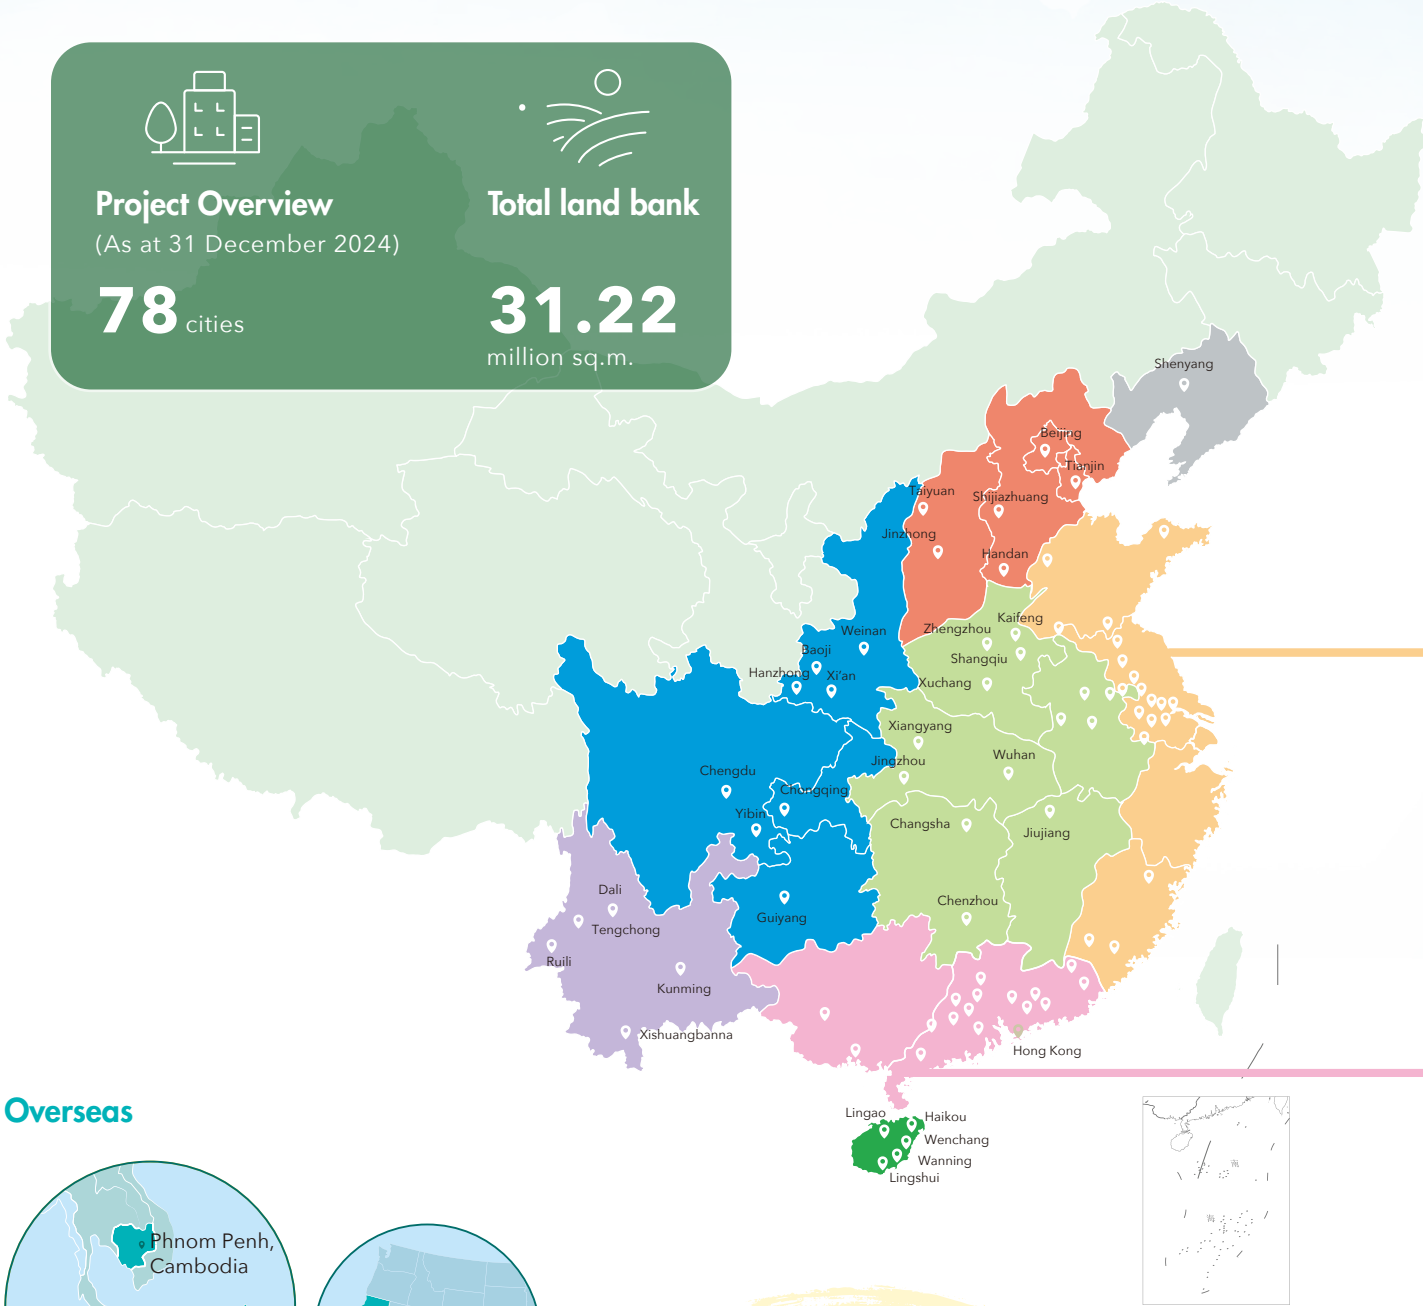 Project Overview
(As at 31 December 2024)
78 cities
Total land bank
31.22
million sq.m.
Shenyang
Beijing
Tianjin
Taiyuan
Shijiazhuang
Jinzhong
Handan
Kaifeng
Zhengzhou
Weinan
Baoji
Shangqiu
Hanzhong
Xi'an
Xuchang
Xiangyang
Wuhan
Jingzhou
Chengdu
Chongqing
Yibin
Changsha
Jiujiang
Dali
Chenzhou
Guiyang
Tengchong
Ruili
Kunming
Xishuangbanna
Hong Kong
Overseas
Lingao
Haikou
Wenchang
Wanning
Lingshui
Phnom Penh,
Cambodia